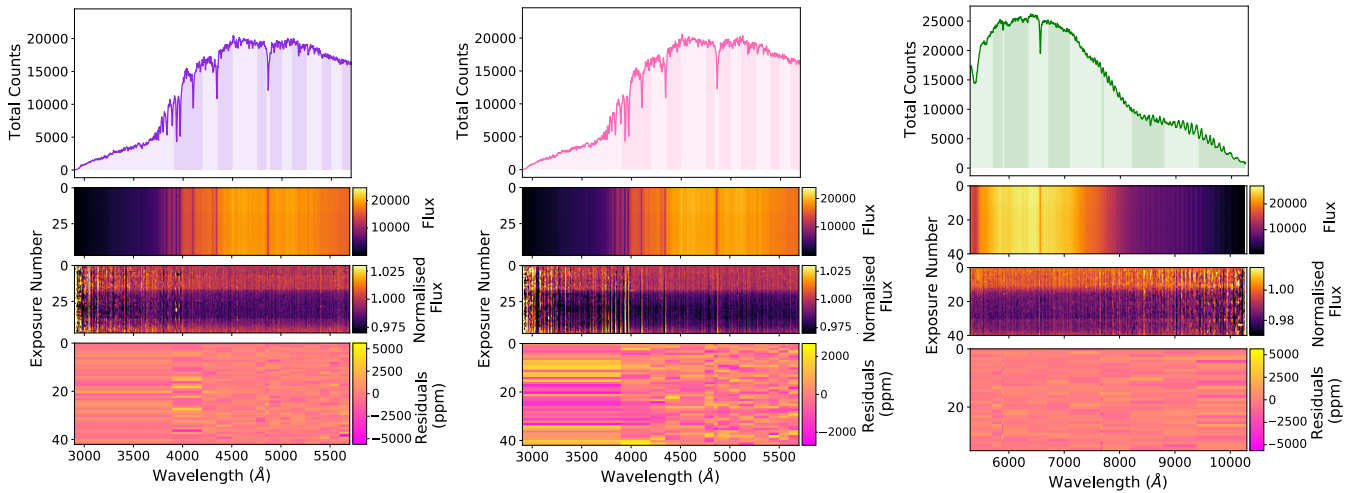 Total Counts
20000
15000
10000
5000
0
Exposure Number
0
25
20000
10000
Flux
0
25
1.025
1.000
0.975
Normalised
Flux
0
20
40
5000
2500
0
−2500
−5000
Residuals
(ppm)
3000 3500 4000 4500 5000 5500
Wavelength (Å)
Total Counts
20000
15000
10000
5000
0
Exposure Number
0
25
20000
10000
Flux
0
25
1.025
1.000
0.975
Normalised
Flux
0
20
40
2000
0
−2000
Residuals
(ppm)
3000 3500 4000 4500 5000 5500
Wavelength (Å)
Total Counts
25000
20000
15000
10000
5000
0
Exposure Number
0
20
40
20000
10000
Flux
0
20
40
1.00
0.98
Normalised
Flux
0
20
5000
2500
0
−2500
−5000
Residuals
(ppm)
6000 7000 8000 9000 10000
Wavelength (Å)